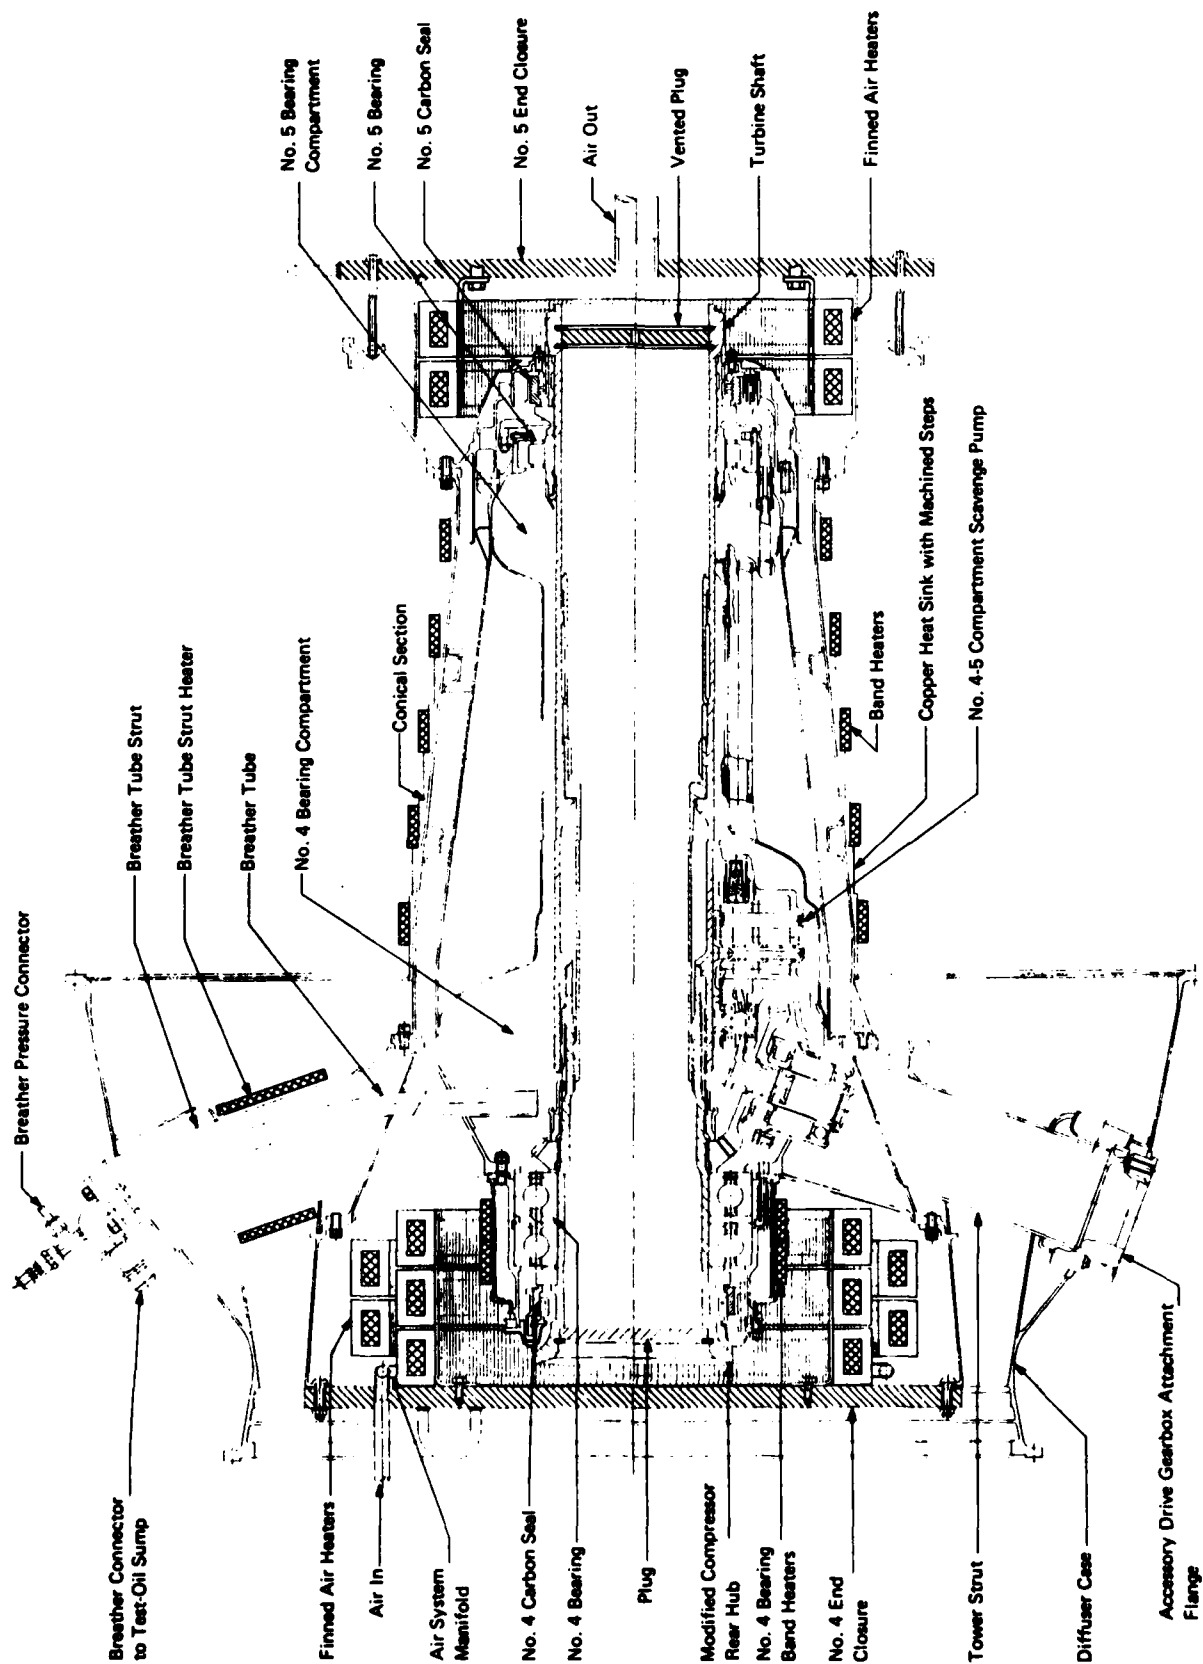 Breather Pressure Connector
Breather Tube Strut
Breather Tube Strut Heater
Breather Tube
No. 4 Bearing Compartment
Conical Section
No. 5 Bearing
Compartment
No. 5 Bearing
No. 5 Carbon Seal
No. 5 End Closure
Air Out
Vented Plug
Turbine Shaft
Finned Air Heaters
Band Heaters
Copper Heat Sink with Machined Steps
No. 4-5 Compartment Scavenge Pump
Breather Connector
to Test-Oil Sump
Finned Air Heaters
Air In
Air System
Manifold
No. 4 Carbon Seal
No. 4 Bearing
Plug
Modified Compressor
Rear Hub
No. 4 Bearing
Band Heaters
No. 4 End
Closure
Tower Strut
Diffuser Case
Accessory Drive Gearbox Attachment
Flange